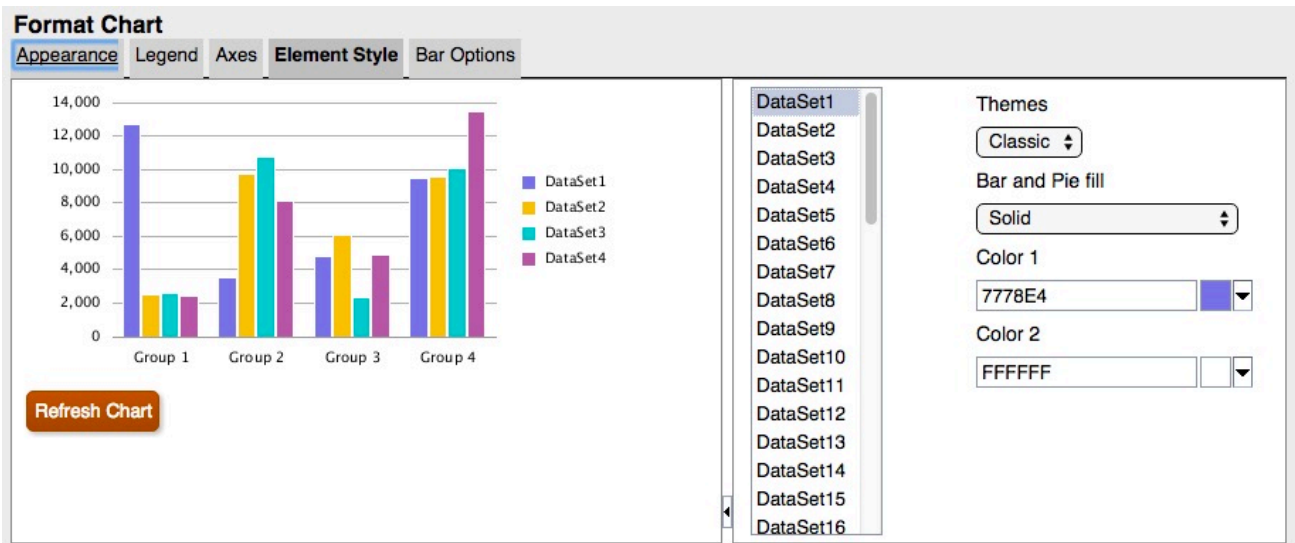 Format Chart
Appearance Legend Axes Element Style Bar Options
14,000
12,000
10,000
8,000
6,000
4,000
2,000
0
Group 1 Group 2 Group 3 Group 4
DataSet1
DataSet2
DataSet3
DataSet4
Refresh Chart
DataSet1
DataSet2
DataSet3
DataSet4
DataSet5
DataSet6
DataSet7
DataSet8
DataSet9
DataSet10
DataSet11
DataSet12
DataSet13
DataSet14
DataSet15
DataSet16
Themes
Classic
Bar and Pie fill
Solid
Color 1
7778E4
Color 2
FFFFFF